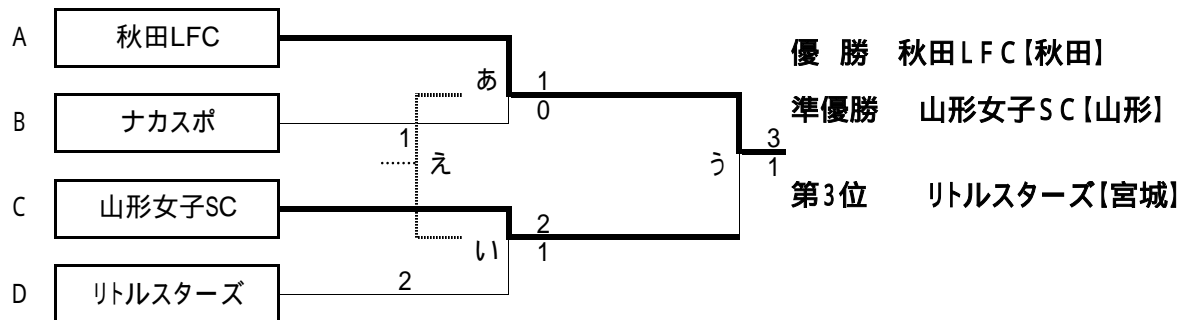 A 秋田LFC
優 勝 秋田LFC【秋田】
あ 1
0
B ナカスポ
準優勝 山形女子SC【山形】
1
え
う 3
1
C 山形女子SC
第3位 リトルスターズ【宮城】
い 2
1
D リトルスターズ 2